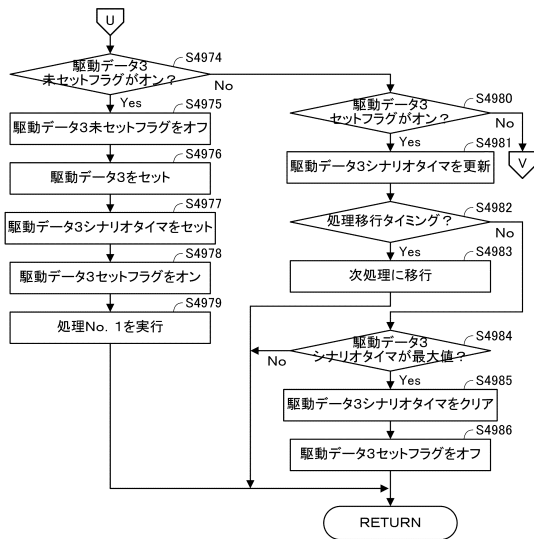 U
S4974
駆動データ3
未セットフラグがオン？
No
Yes
S4975
駆動データ3未セットフラグをオフ
S4976
駆動データ3をセット
S4977
駆動データ3シナリオタイマをセット
S4978
駆動データ3セットフラグをオン
S4979
処理No. 1を実行
S4980
駆動データ3
セットフラグがオン？
No
Yes
V
S4981
駆動データ3シナリオタイマを更新
S4982
処理移行タイミング？
No
Yes
S4983
次処理に移行
S4984
駆動データ3
シナリオタイマが最大値？
No
Yes
S4985
駆動データ3シナリオタイマをクリア
S4986
駆動データ3セットフラグをオフ
RETURN